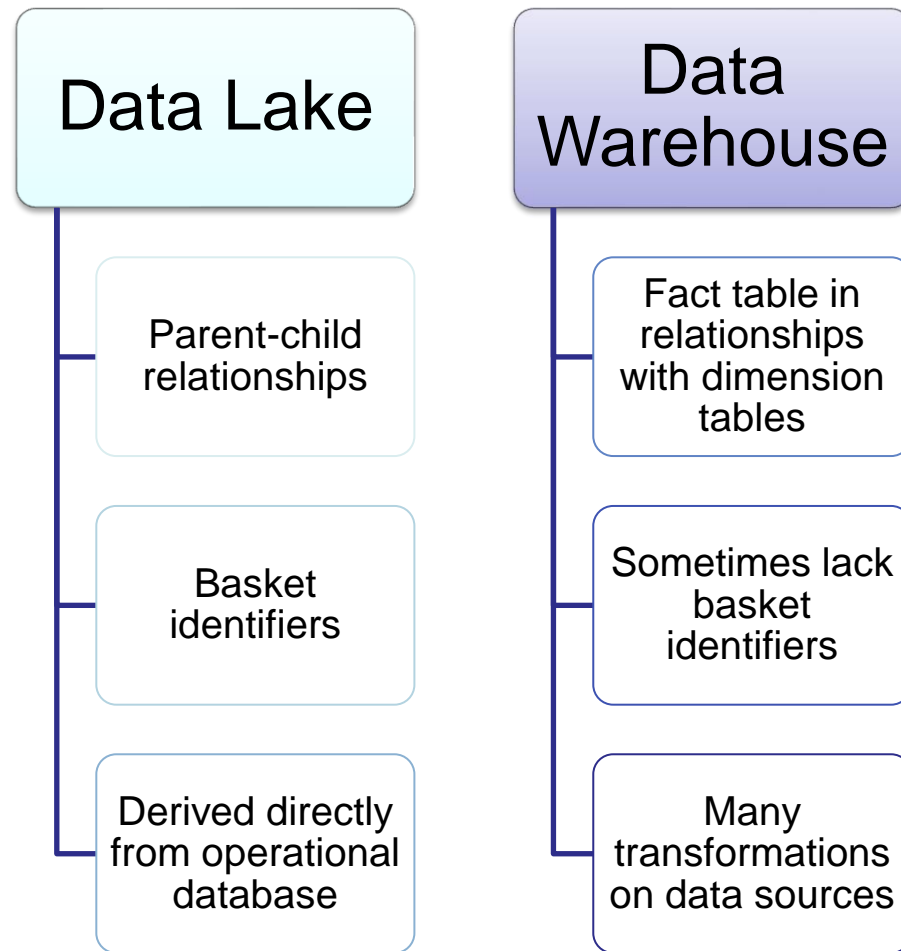 Data Lake
Parent-child
relationships
Basket
identifiers
Derived directly
from operational
database
Data
Warehouse
Fact table in
relationships
with dimension
tables
Sometimes lack
basket
identifiers
Many
transformations
on data sources